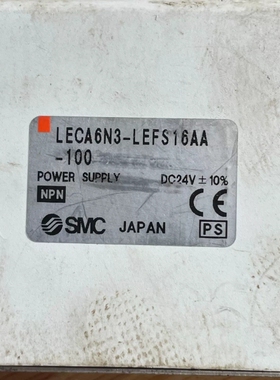 LECA6N3-LEFS16AA
-100
POWER SUPPLY DC24V ± 10%
NPN CE
SMC JAPAN PS